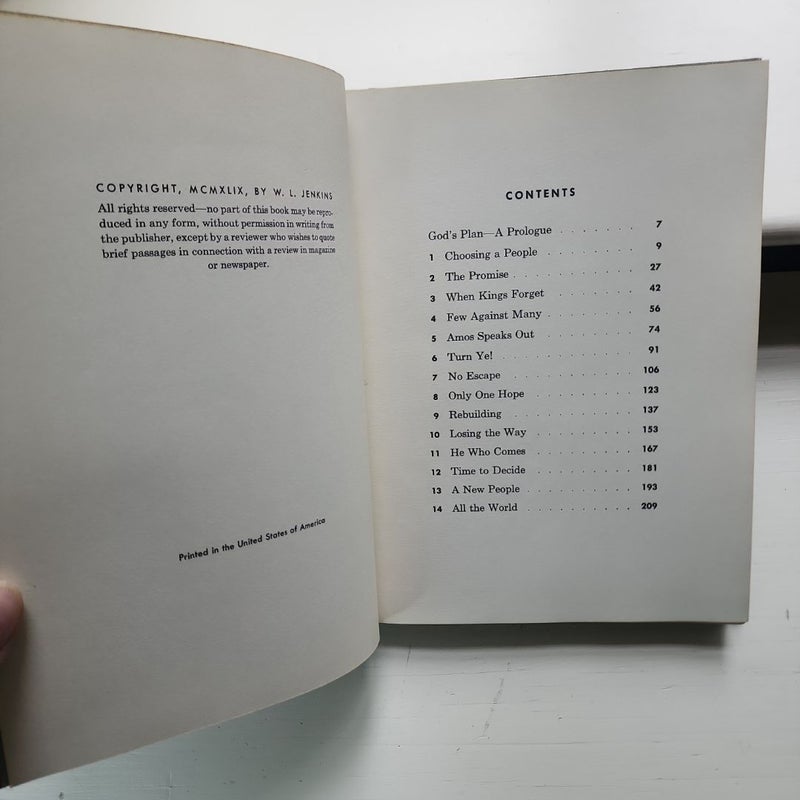 COPYRIGHT, MCMXLIX, BY W. L. JENKINS
All rights reserved—no part of this book may be repro-
duced in any form, without permission in writing from
the publisher, except by a reviewer who wishes to quote
brief passages in connection with a review in magazine
or newspaper.
Printed in the United States of America
CONTENTS
God's Plan—A Prologue . . . . . . . 7
1 Choosing a People . . . . . . . 9
2 The Promise . . . . . . . . . 27
3 When Kings Forget . . . . . . 42
4 Few Against Many . . . . . . . 56
5 Amos Speaks Out . . . . . . . 74
6 Turn Ye! . . . . . . . . . . 91
7 No Escape . . . . . . . . . 106
8 Only One Hope . . . . . . . . 123
9 Rebuilding . . . . . . . . . 137
10 Losing the Way . . . . . . . . 153
11 He Who Comes . . . . . . . . 167
12 Time to Decide . . . . . . . . 181
13 A New People . . . . . . . . . 193
14 All the World . . . . . . . . . 209